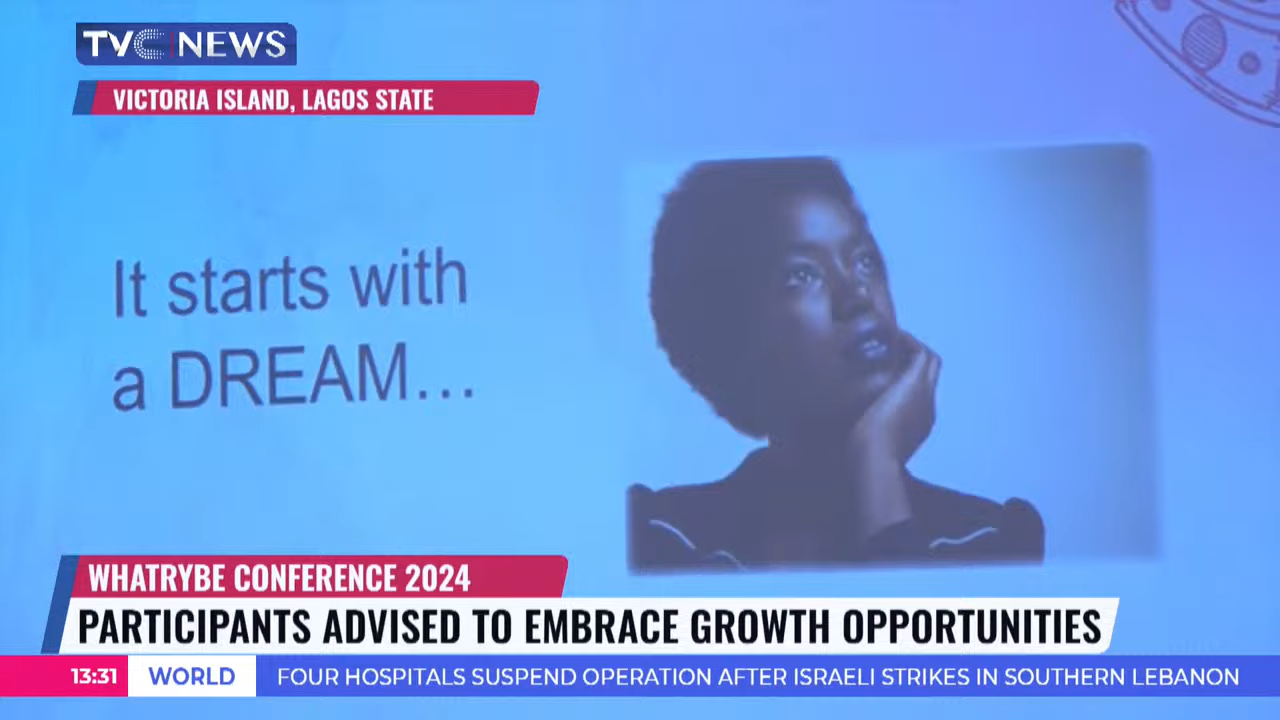 TVC NEWS
VICTORIA ISLAND, LAGOS STATE
It starts with
a DREAM...
WHATRYBE CONFERENCE 2024
PARTICIPANTS ADVISED TO EMBRACE GROWTH OPPORTUNITIES
13:31 WORLD FOUR HOSPITALS SUSPEND OPERATION AFTER ISRAELI STRIKES IN SOUTHERN LEBANON